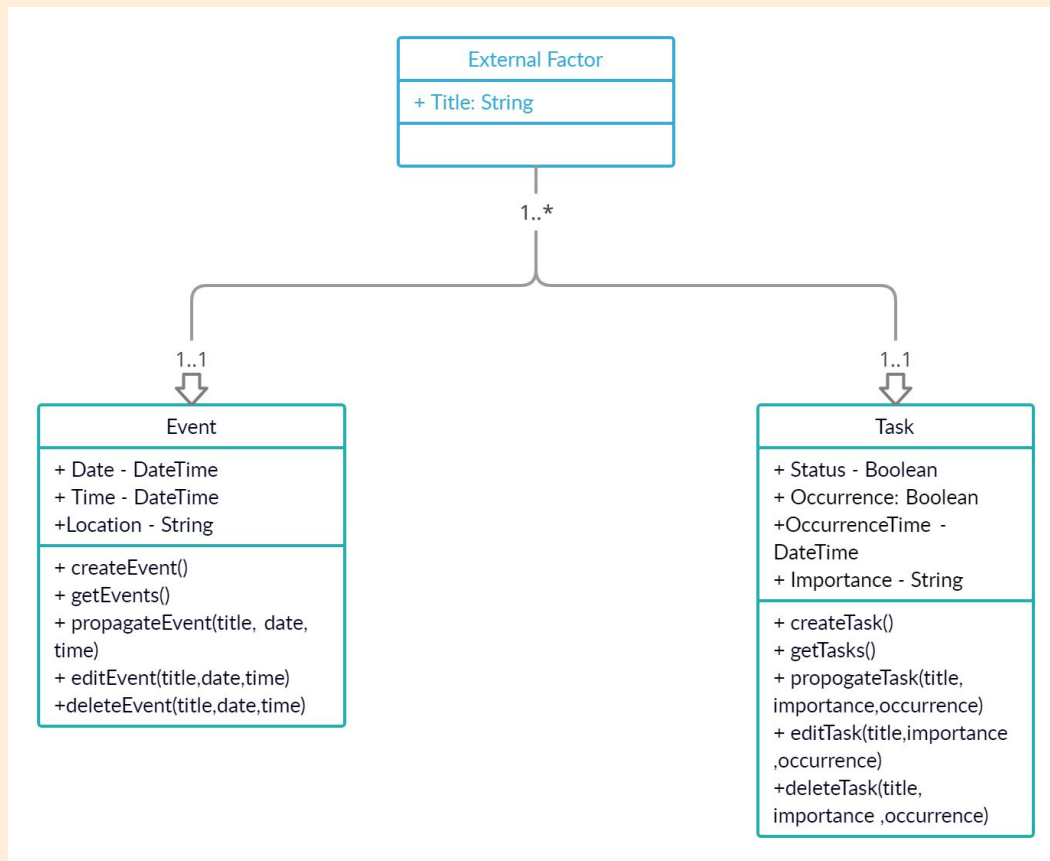 External Factor
+ Title: String
1..*
1..1
1..1
Event
+ Date - DateTime
+ Time - DateTime
+Location - String
+ createEvent()
+ getEvents()
+ propagateEvent(title, date,
time)
+ editEvent(title,date,time)
+deleteEvent(title,date,time)
Task
+ Status - Boolean
+ Occurrence: Boolean
+OccurrenceTime -
DateTime
+ Importance - String
+ createTask()
+ getTasks()
+ propogateTask(title,
importance,occurrence)
+ editTask(title,importance
,occurrence)
+deleteTask(title,
importance ,occurrence)